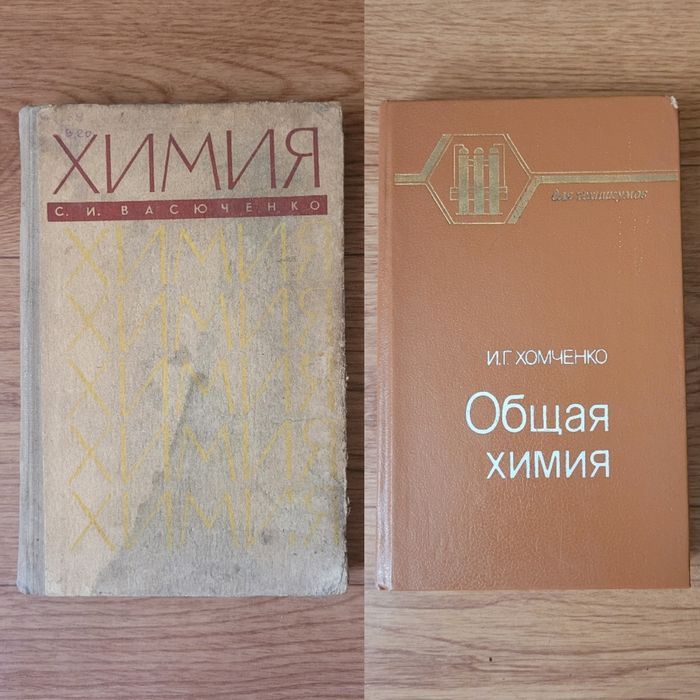 ХИМИЯ
С. И. ВАСЮЧЕНКО
ХИМИЯ
ХИМИЯ
ХИМИЯ
ХИМИЯ
ХИМИЯ
для техникумов
И.Г. ХОМЧЕНКО
Общая
химия